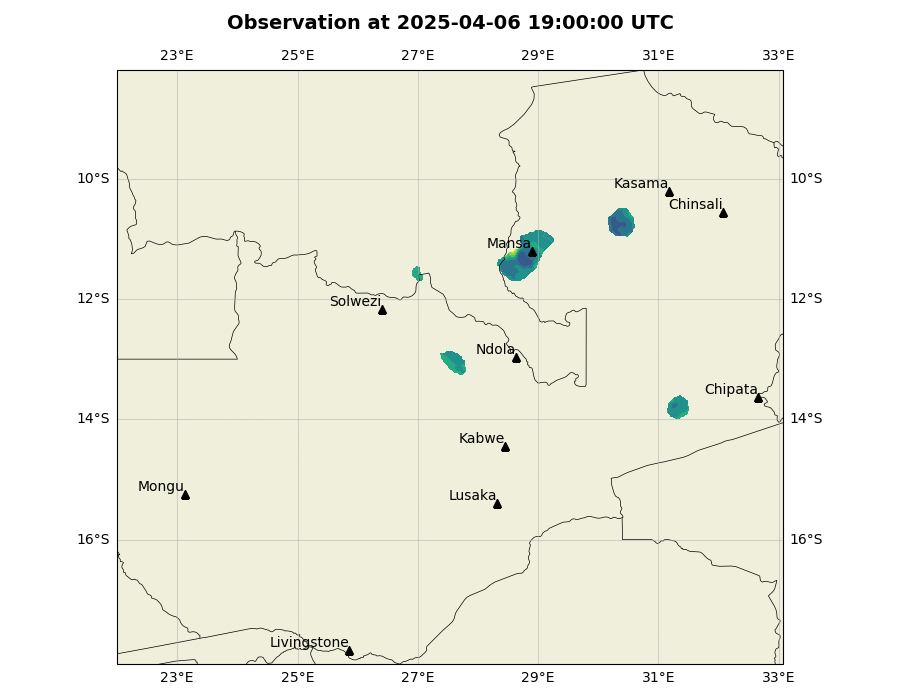 Observation at 2025-04-06 19:00:00 UTC
23°E 25°E 27°E 29°E 31°E 33°E
10°S 10°S
Kasama
Chinsali
Mansa
12°S 12°S
Solwezi
Ndola
Chipata
14°S 14°S
Kabwe
Mongu
Lusaka
16°S 16°S
Livingstone
23°E 25°E 27°E 29°E 31°E 33°E